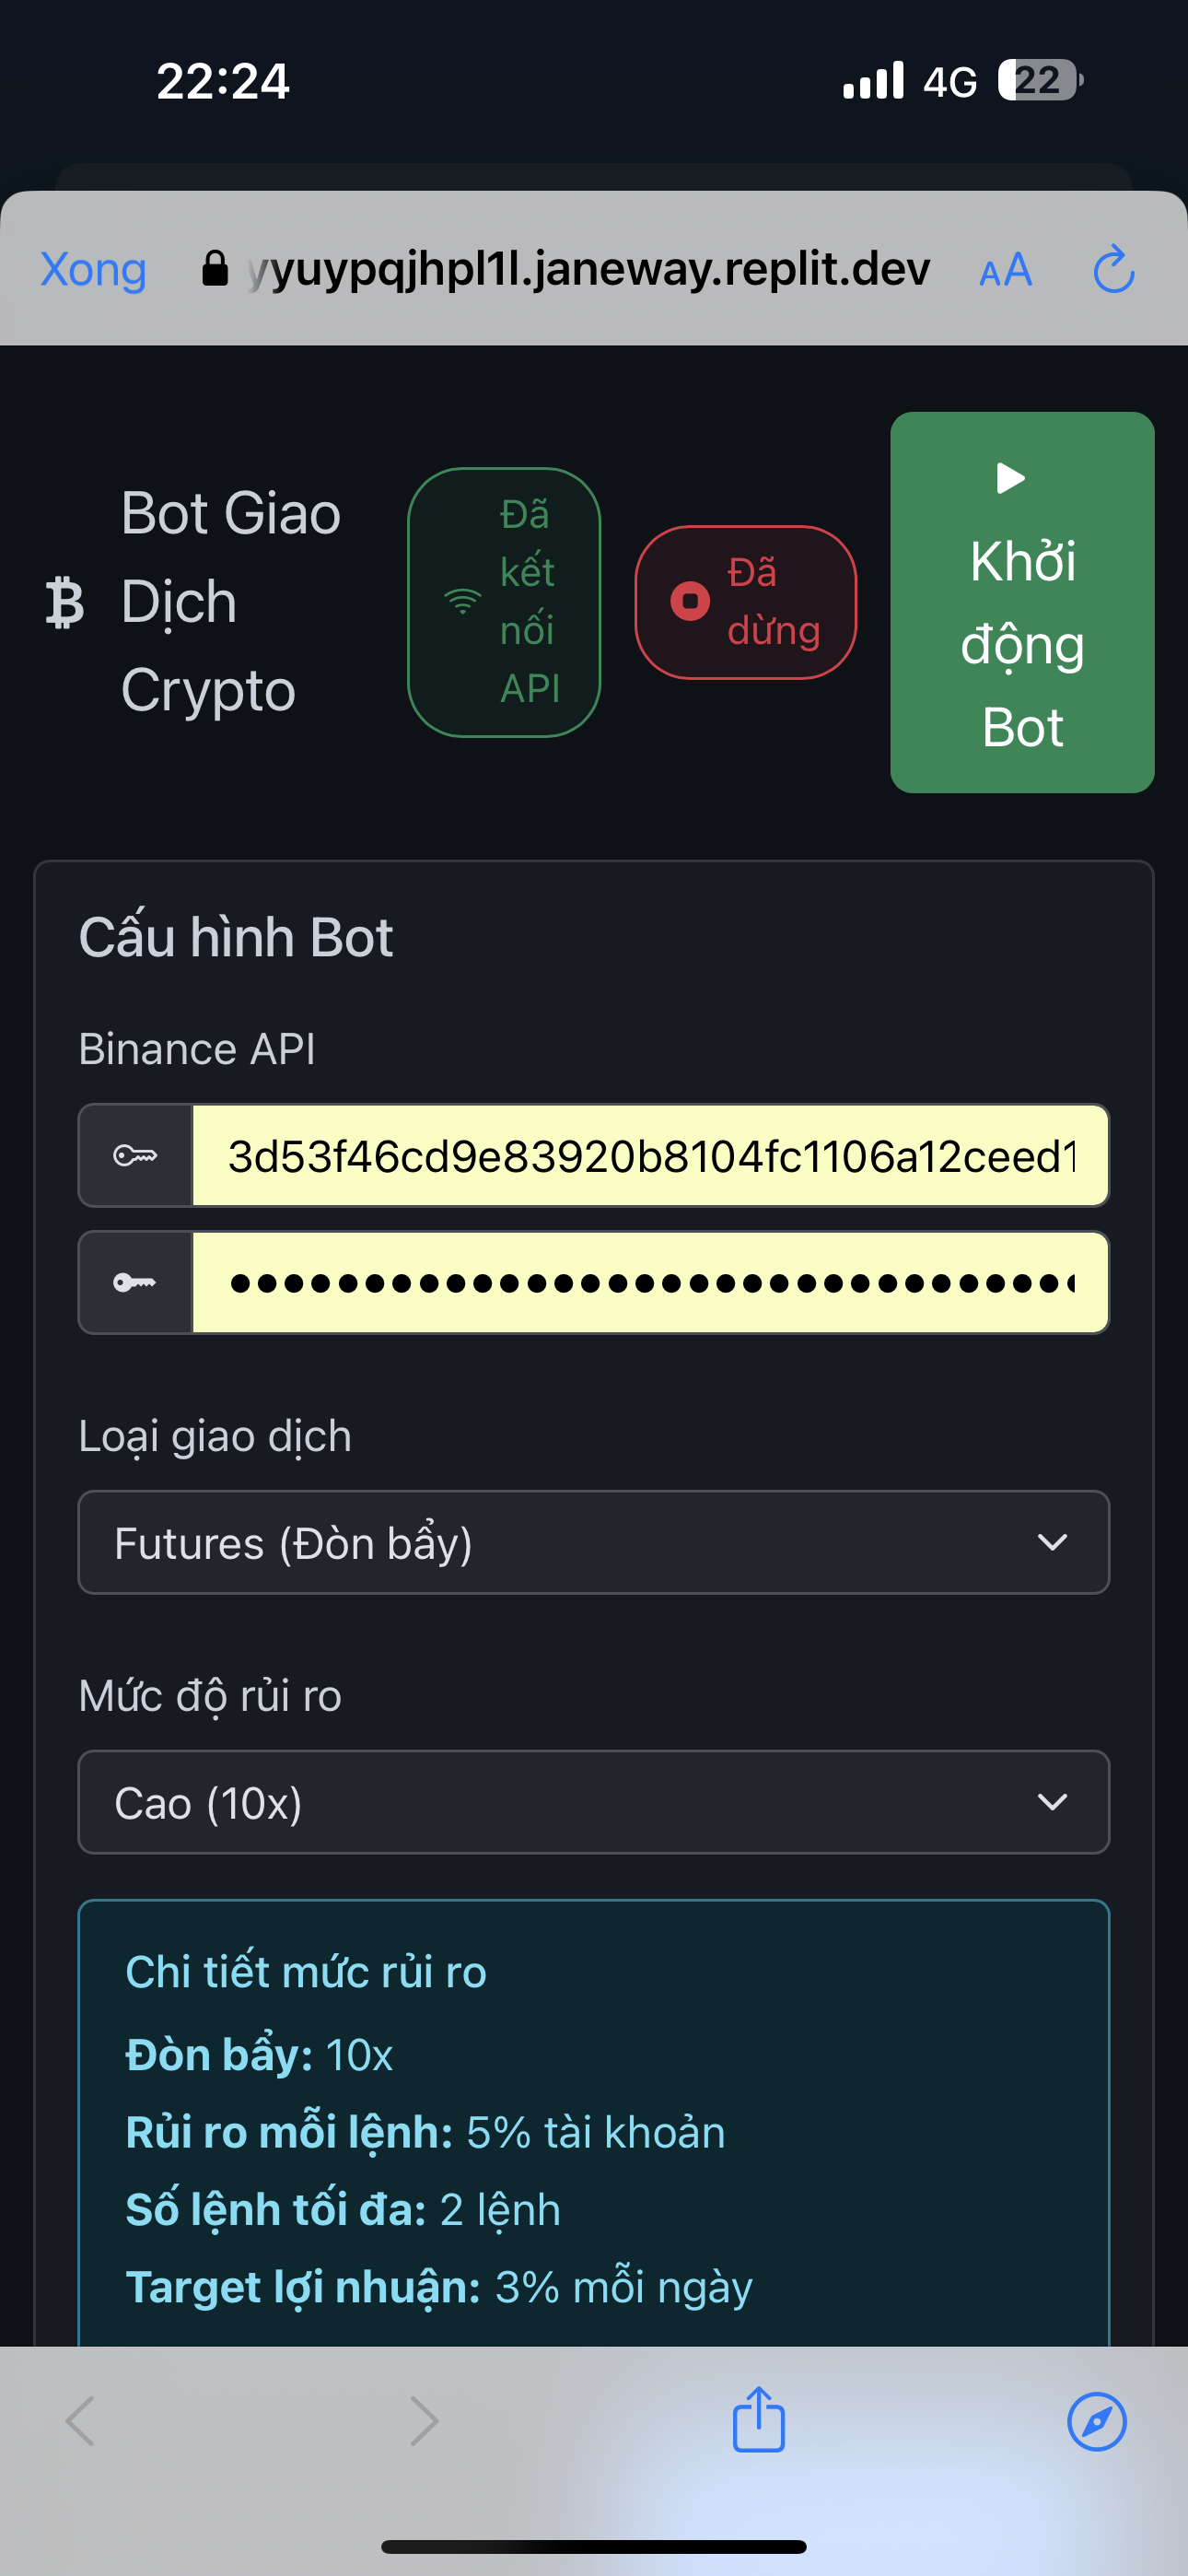 22:24
4G 22
Xong
yyuypqjhpl1l.janeway.replit.dev
AA
Bot Giao
Dịch
Crypto
Đã
kết
nối
API
Đã
dừng
Khởi
động
Bot
Cấu hình Bot
Binance API
3d53f46cd9e83920b8104fc1106a12ceed1
Loại giao dịch
Futures (Đòn bẩy)
Mức độ rủi ro
Cao (10x)
Chi tiết mức rủi ro
Đòn bẩy: 10x
Rủi ro mỗi lệnh: 5% tài khoản
Số lệnh tối đa: 2 lệnh
Target lợi nhuận: 3% mỗi ngày